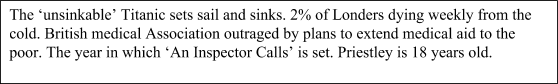 The ‘unsinkable’ Titanic sets sail and sinks. 2% of Londers dying weekly from the
cold. British medical Association outraged by plans to extend medical aid to the
poor. The year in which ‘An Inspector Calls’ is set. Priestley is 18 years old.